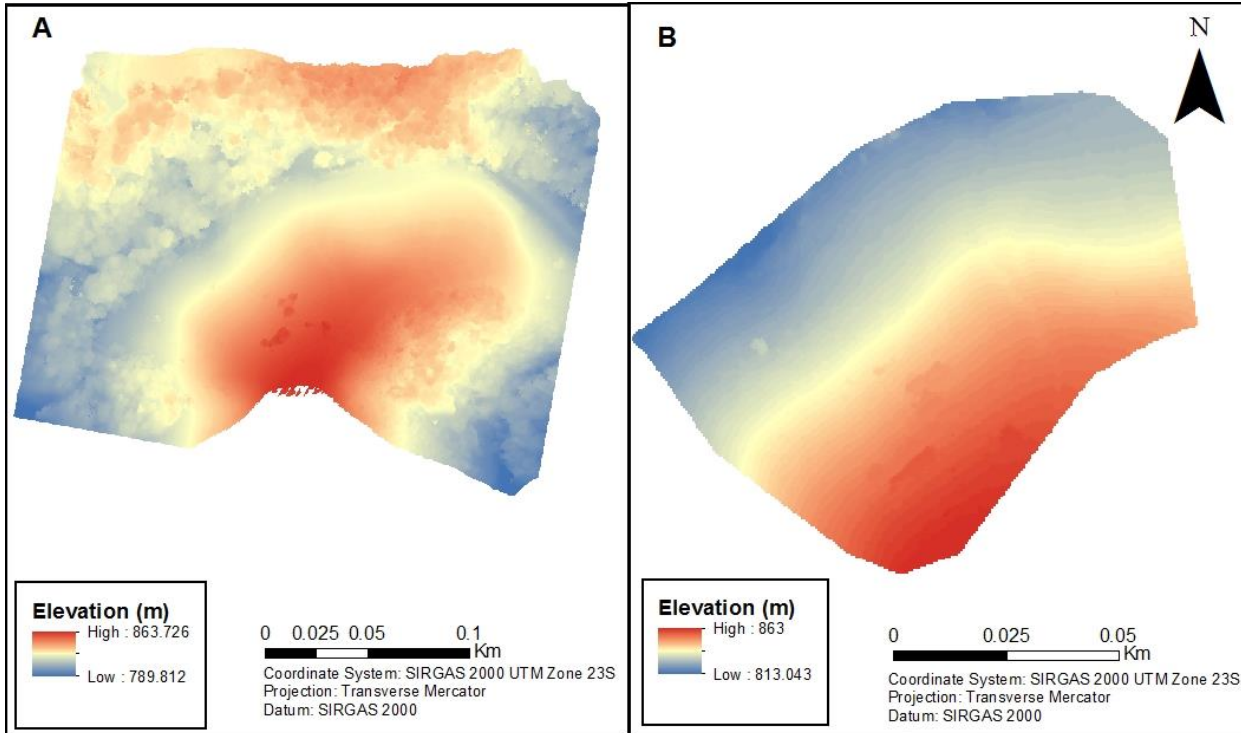 A
Elevation (m)
High : 863.726
Low : 789.812
0 0.025 0.05 0.1
Km
Coordinate System: SIRGAS 2000 UTM Zone 23S
Projection: Transverse Mercator
Datum: SIRGAS 2000
B
N
Elevation (m)
High : 863
Low : 813.043
0 0.025 0.05
Km
Coordinate System: SIRGAS 2000 UTM Zone 23S
Projection: Transverse Mercator
Datum: SIRGAS 2000